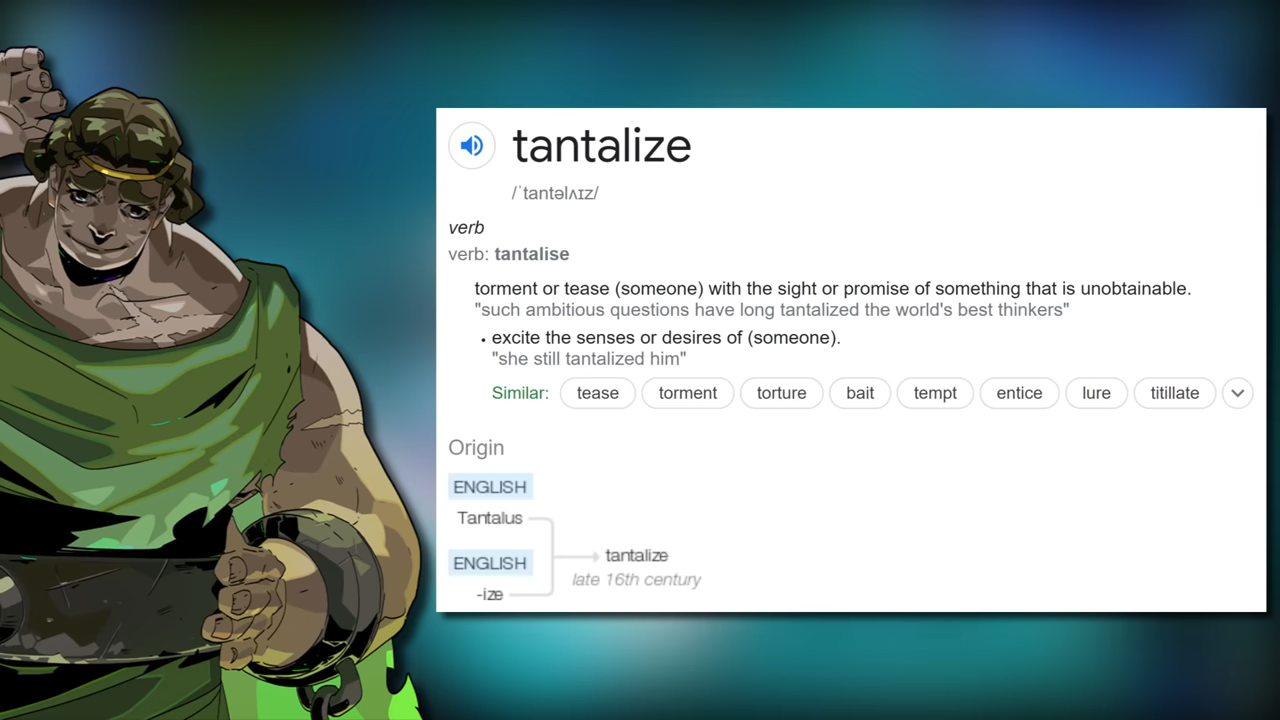 tantalize
/ˈtantəlʌɪz/
verb
verb: tantalise
torment or tease (someone) with the sight or promise of something that is unobtainable.
"such ambitious questions have long tantalized the world's best thinkers"
• excite the senses or desires of (someone).
"she still tantalized him"
Similar: tease torment torture bait tempt entice lure titillate
Origin
ENGLISH
Tantalus
ENGLISH
-ize
tantalize
late 16th century